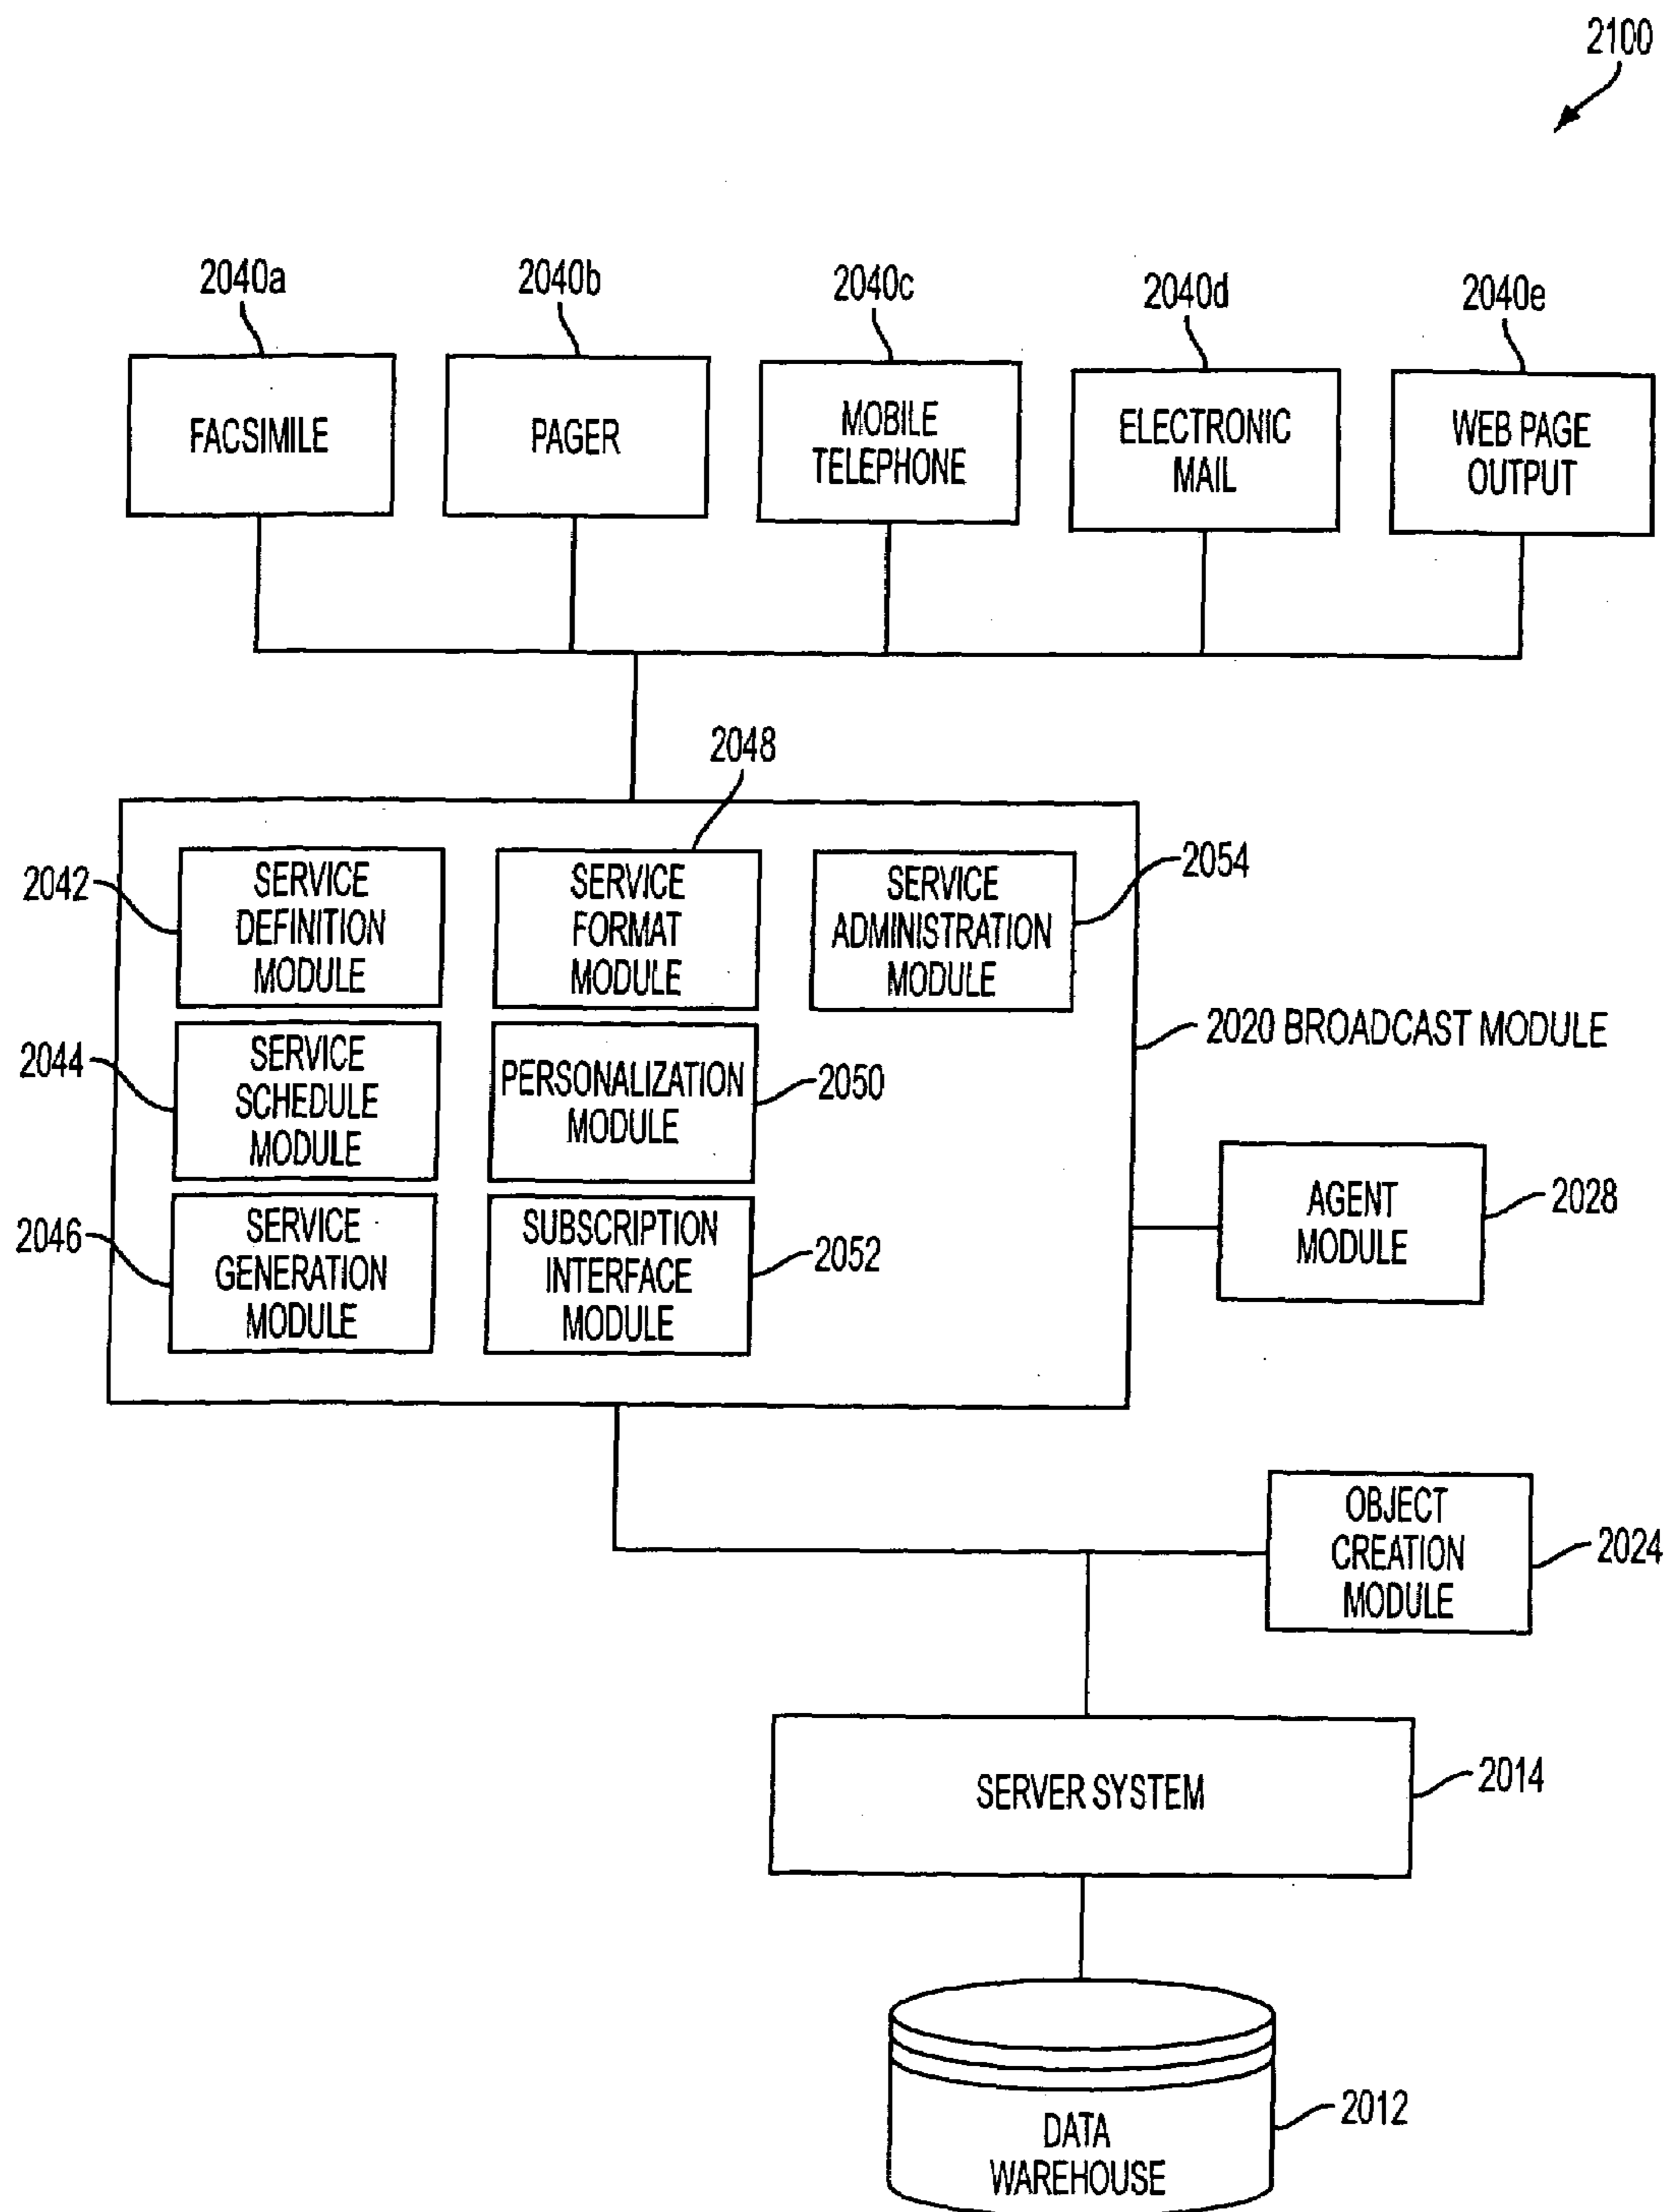 2100
2040a
2040b
2040c
2040d
2040e
FACSIMILE
PAGER
MOBILE
TELEPHONE
ELECTRONIC
MAIL
WEB PAGE
OUTPUT
2048
2042
SERVICE
DEFINITION
MODULE
SERVICE
FORMAT
MODULE
SERVICE
ADMINISTRATION
MODULE
2054
2020 BROADCAST MODULE
2044
SERVICE
SCHEDULE
MODULE
PERSONALIZATION
MODULE
2050
2046
SERVICE
GENERATION
MODULE
SUBSCRIPTION
INTERFACE
MODULE
2052
AGENT
MODULE
2028
OBJECT
CREATION
MODULE
2024
SERVER SYSTEM
2014
DATA
WAREHOUSE
2012